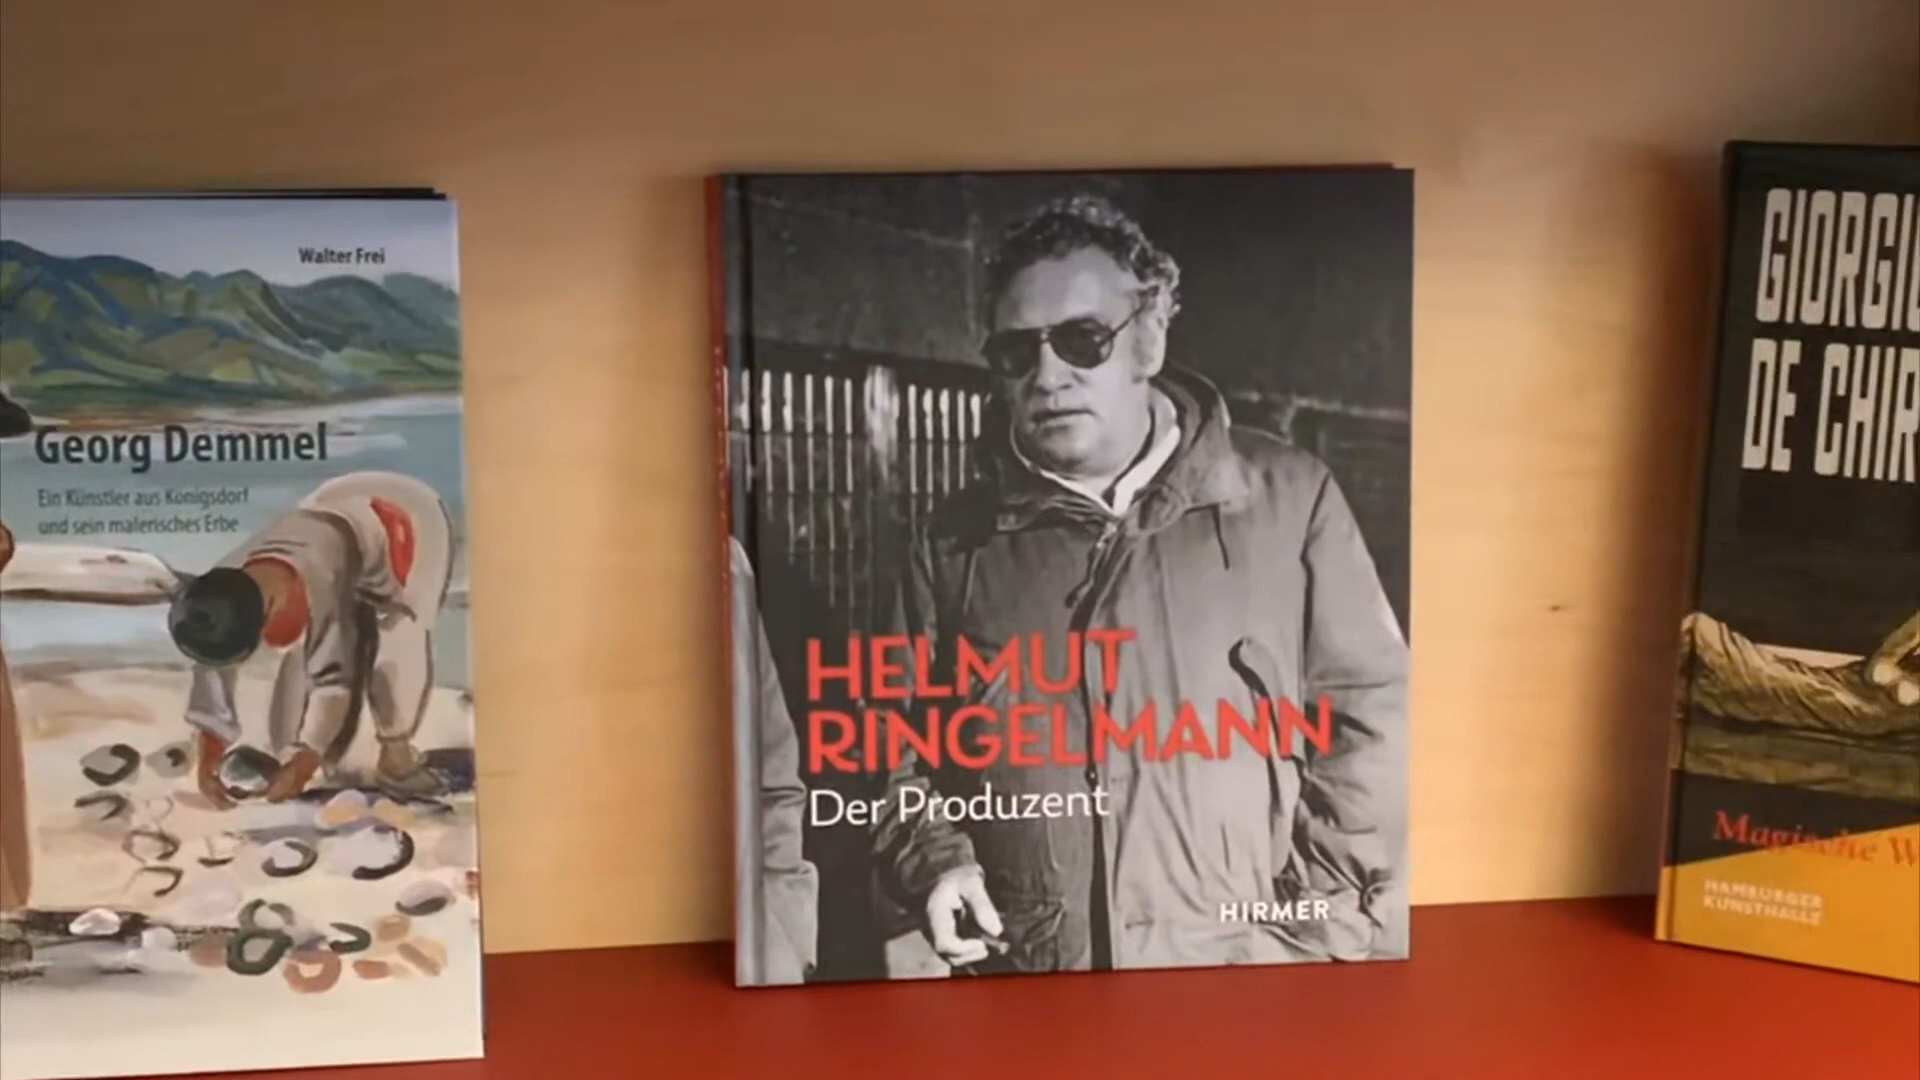 Walter Frei
Georg Demmel
Ein Künstler aus Königsdorf
und sein malerisches Erbe
HELMUT
RINGELMANN
Der Produzent
HIRMER
GIORGIO
DE CHIR
Magische W
HAMBURGER
KUNSTHALLE